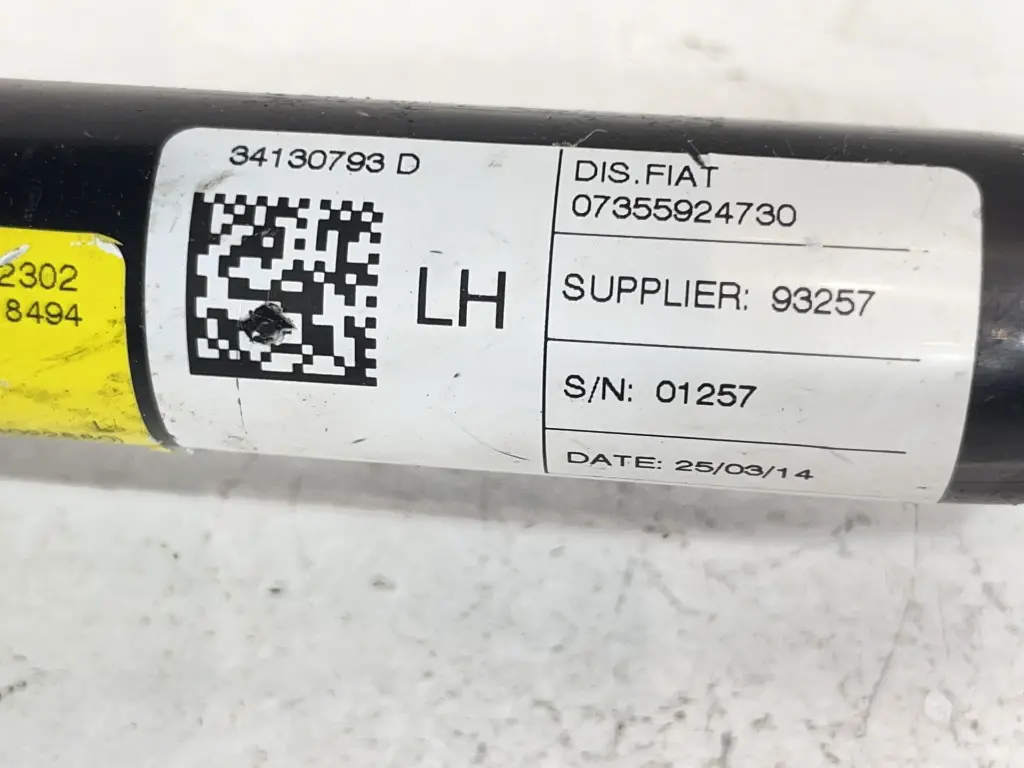 34130793 D
LH
DIS.FIAT
07355924730
SUPPLIER: 93257
S/N: 01257
DATE: 25/03/14
2302
8494